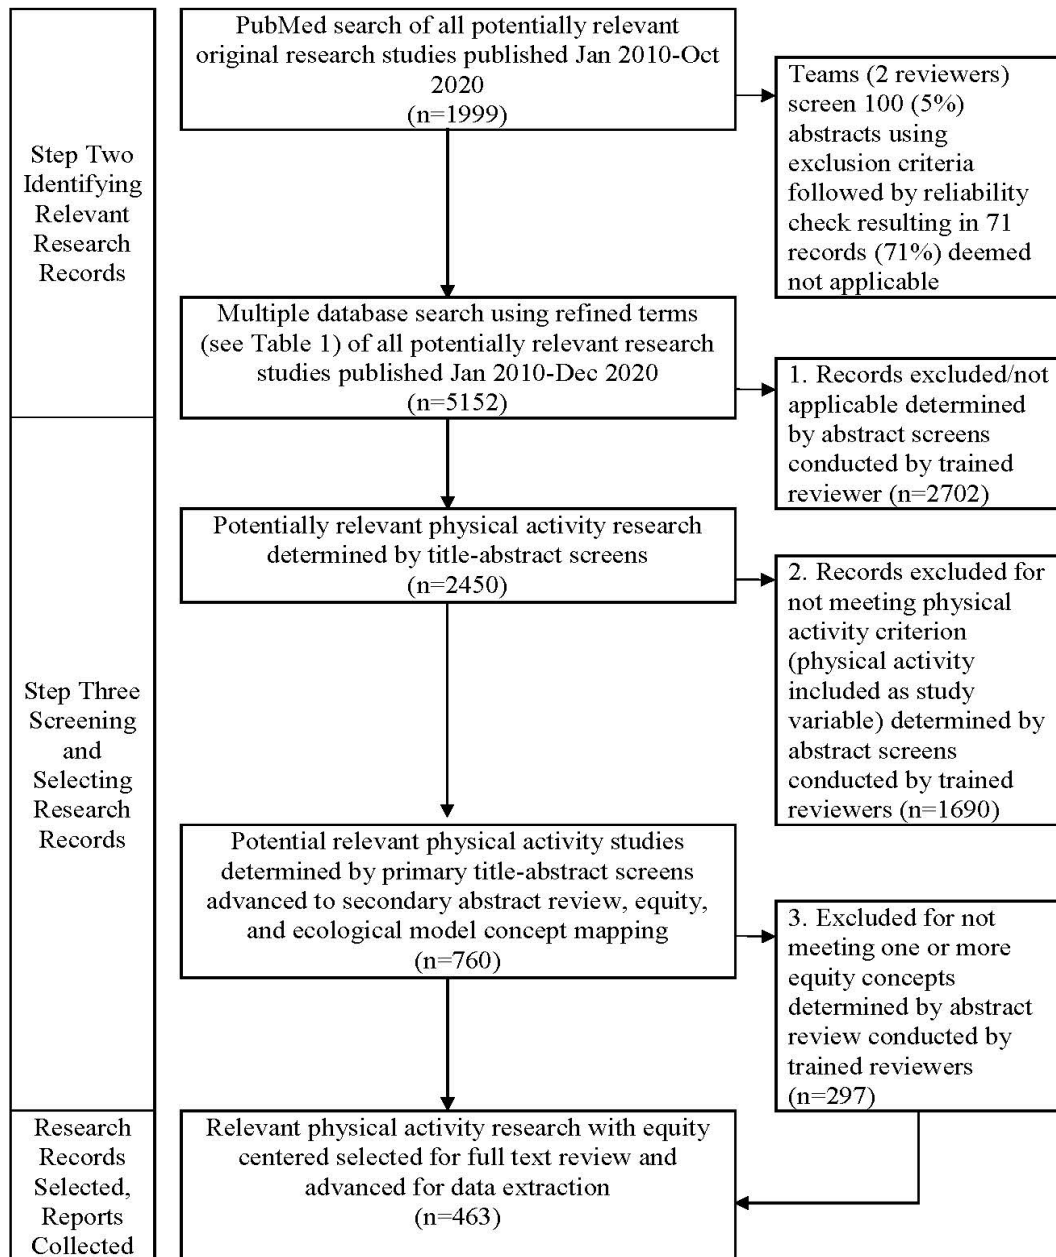 Step Two
Identifying
Relevant
Research
Records
PubMed search of all potentially relevant
original research studies published Jan 2010-Oct
2020
(n=1999)
Teams (2 reviewers)
screen 100 (5%)
abstracts using
exclusion criteria
followed by reliability
check resulting in 71
records (71%) deemed
not applicable
Multiple database search using refined terms
(see Table 1) of all potentially relevant research
studies published Jan 2010-Dec 2020
(n=5152)
1. Records excluded/not
applicable determined
by abstract screens
conducted by trained
reviewer (n=2702)
Step Three
Screening
and
Selecting
Research
Records
Potentially relevant physical activity research
determined by title-abstract screens
(n=2450)
2. Records excluded for
not meeting physical
activity criterion
(physical activity
included as study
variable) determined by
abstract screens
conducted by trained
reviewers (n=1690)
Potential relevant physical activity studies
determined by primary title-abstract screens
advanced to secondary abstract review, equity,
and ecological model concept mapping
(n=760)
3. Excluded for not
meeting one or more
equity concepts
determined by abstract
review conducted by
trained reviewers
(n=297)
Research
Records
Selected,
Reports
Collected
Relevant physical activity research with equity
centered selected for full text review and
advanced for data extraction
(n=463)